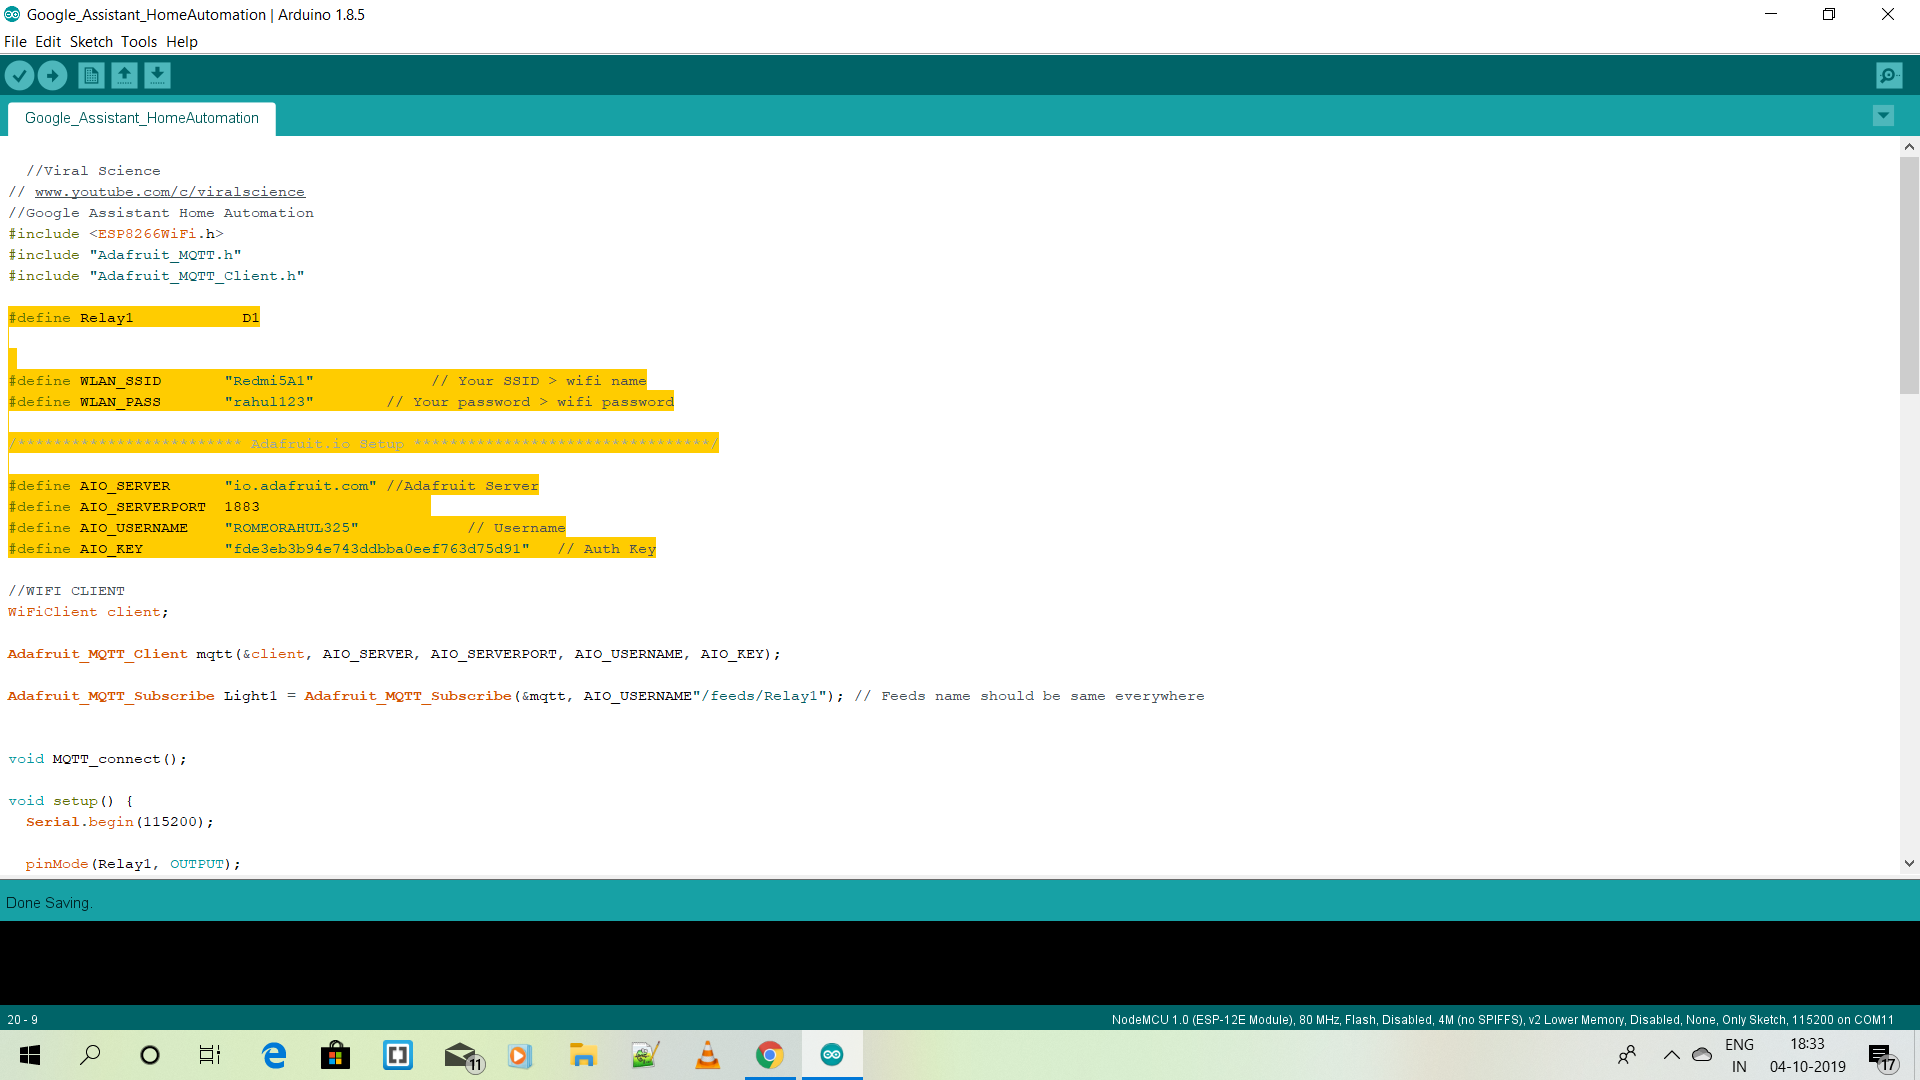 Google_Assistant_HomeAutomation | Arduino 1.8.5
File Edit Sketch Tools Help
Google_Assistant_HomeAutomation
//Viral Science
// www.youtube.com/c/viralscience
//Google Assistant Home Automation
#include <ESP8266WiFi.h>
#include "Adafruit_MQTT.h"
#include "Adafruit_MQTT_Client.h"
#define Relay1 D1
#define WLAN_SSID "Redmi5A1" // Your SSID > wifi name
#define WLAN_PASS "rahul123" // Your password > wifi password
/************************* Adafruit.io Setup *********************************/
#define AIO_SERVER "io.adafruit.com" //Adafruit Server
#define AIO_SERVERPORT 1883
#define AIO_USERNAME "ROMEORAHUL325" // Username
#define AIO_KEY "fde3eb3b94e743ddbba0eef763d75d91" // Auth Key
//WIFI CLIENT
WiFiClient client;
Adafruit_MQTT_Client mqtt(&client, AIO_SERVER, AIO_SERVERPORT, AIO_USERNAME, AIO_KEY);
Adafruit_MQTT_Subscribe Light1 = Adafruit_MQTT_Subscribe(&mqtt, AIO_USERNAME"/feeds/Relay1"); // Feeds name should be same everywhere
void MQTT_connect();
void setup() {
Serial.begin(115200);
pinMode(Relay1, OUTPUT);
Done Saving.
20 - 9
NodeMCU 1.0 (ESP-12E Module), 80 MHz, Flash, Disabled, 4M (no SPIFFS), v2 Lower Memory, Disabled, None, Only Sketch, 115200 on COM11
11
ENG
IN
18:33
04-10-2019
17